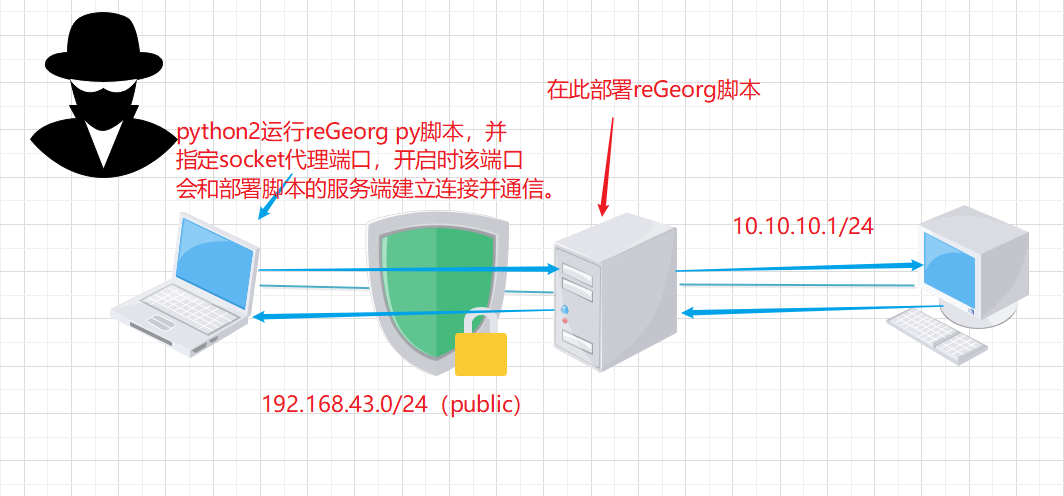 在此部署reGeorg脚本
python2运行reGeorg py脚本，并
指定socket代理端口，开启时该端口
会和部署脚本的服务端建立连接并通信。
10.10.10.1/24
192.168.43.0/24（public）